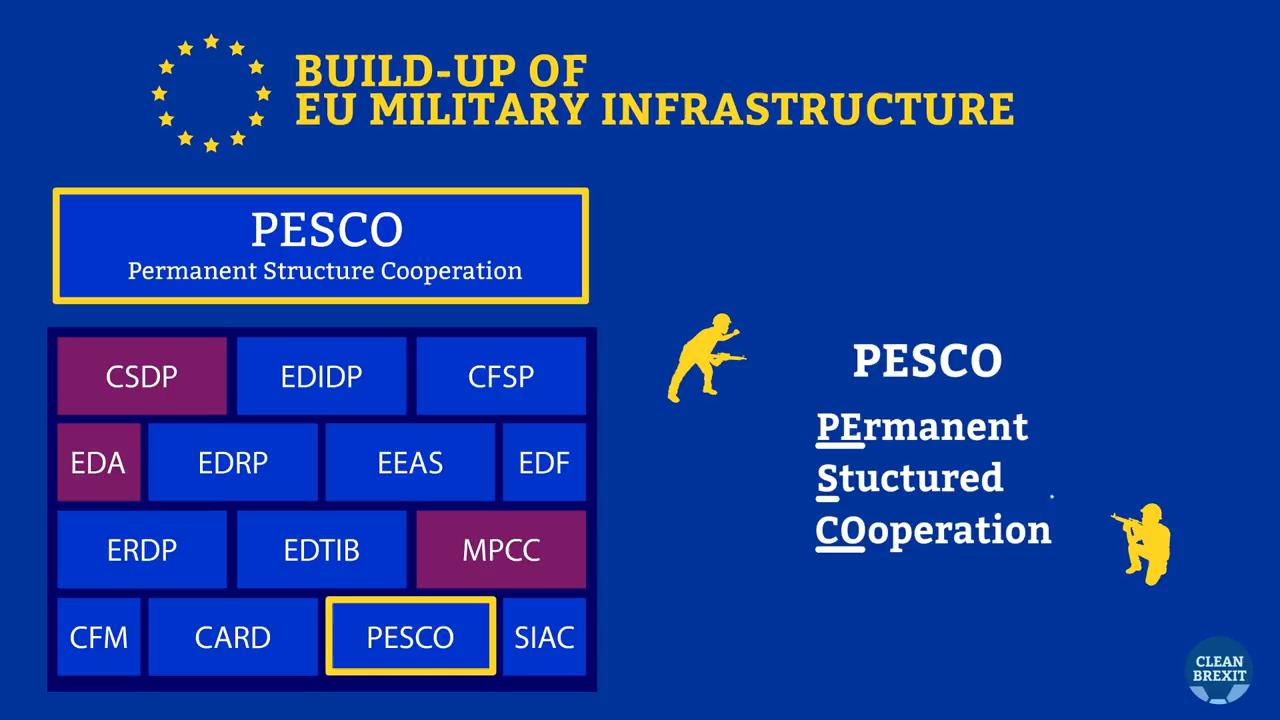 BUILD-UP OF
EU MILITARY INFRASTRUCTURE
PESCO
Permanent Structure Cooperation
CSDP EDIDP CFSP
EDA EDRP EEAS EDF
ERDP EDTIB MPCC
CFM CARD PESCO SIAC
PESCO
PErmanent
Stuctured
COoperation
CLEAN
BREXIT